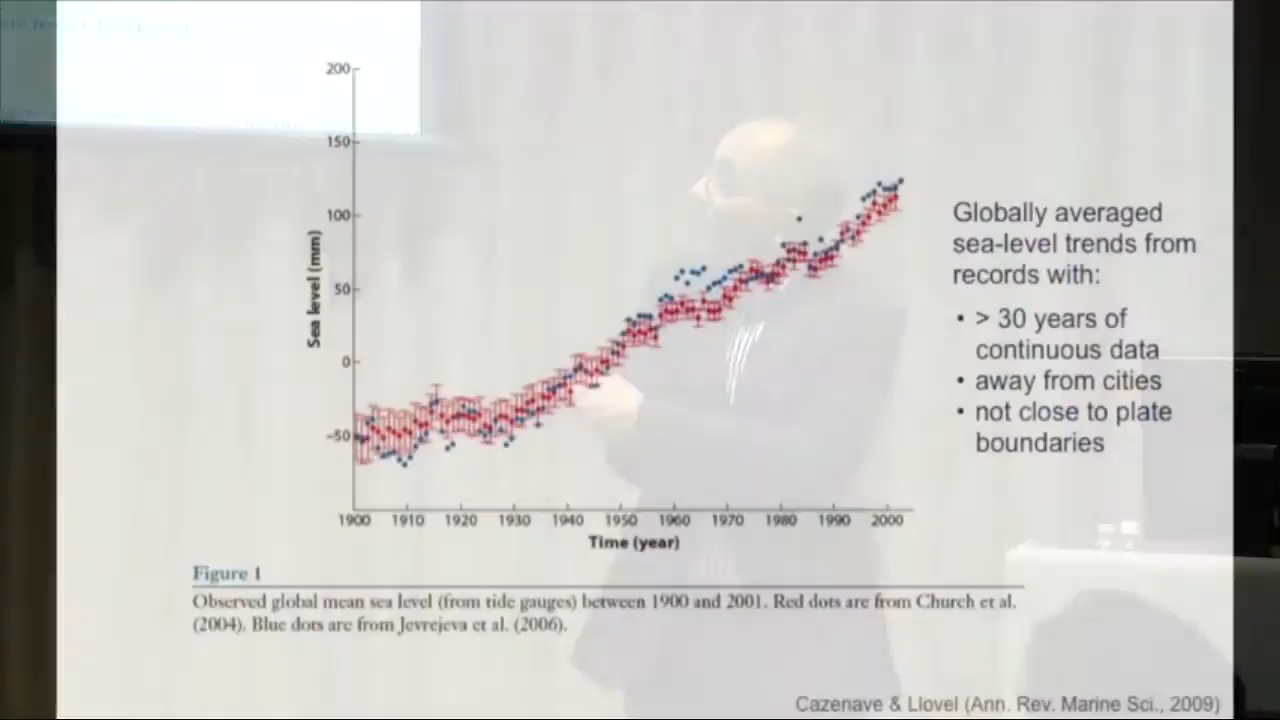 200
150
100
50
0
-50
Sea level (mm)
1900 1910 1920 1930 1940 1950 1960 1970 1980 1990 2000
Time (year)
Globally averaged
sea-level trends from
records with:
• > 30 years of
continuous data
• away from cities
• not close to plate
boundaries
Figure 1
Observed global mean sea level (from tide gauges) between 1900 and 2001. Red dots are from Church et al.
(2004). Blue dots are from Jevrejeva et al. (2006).
Cazenave & Llovel (Ann. Rev. Marine Sci., 2009)